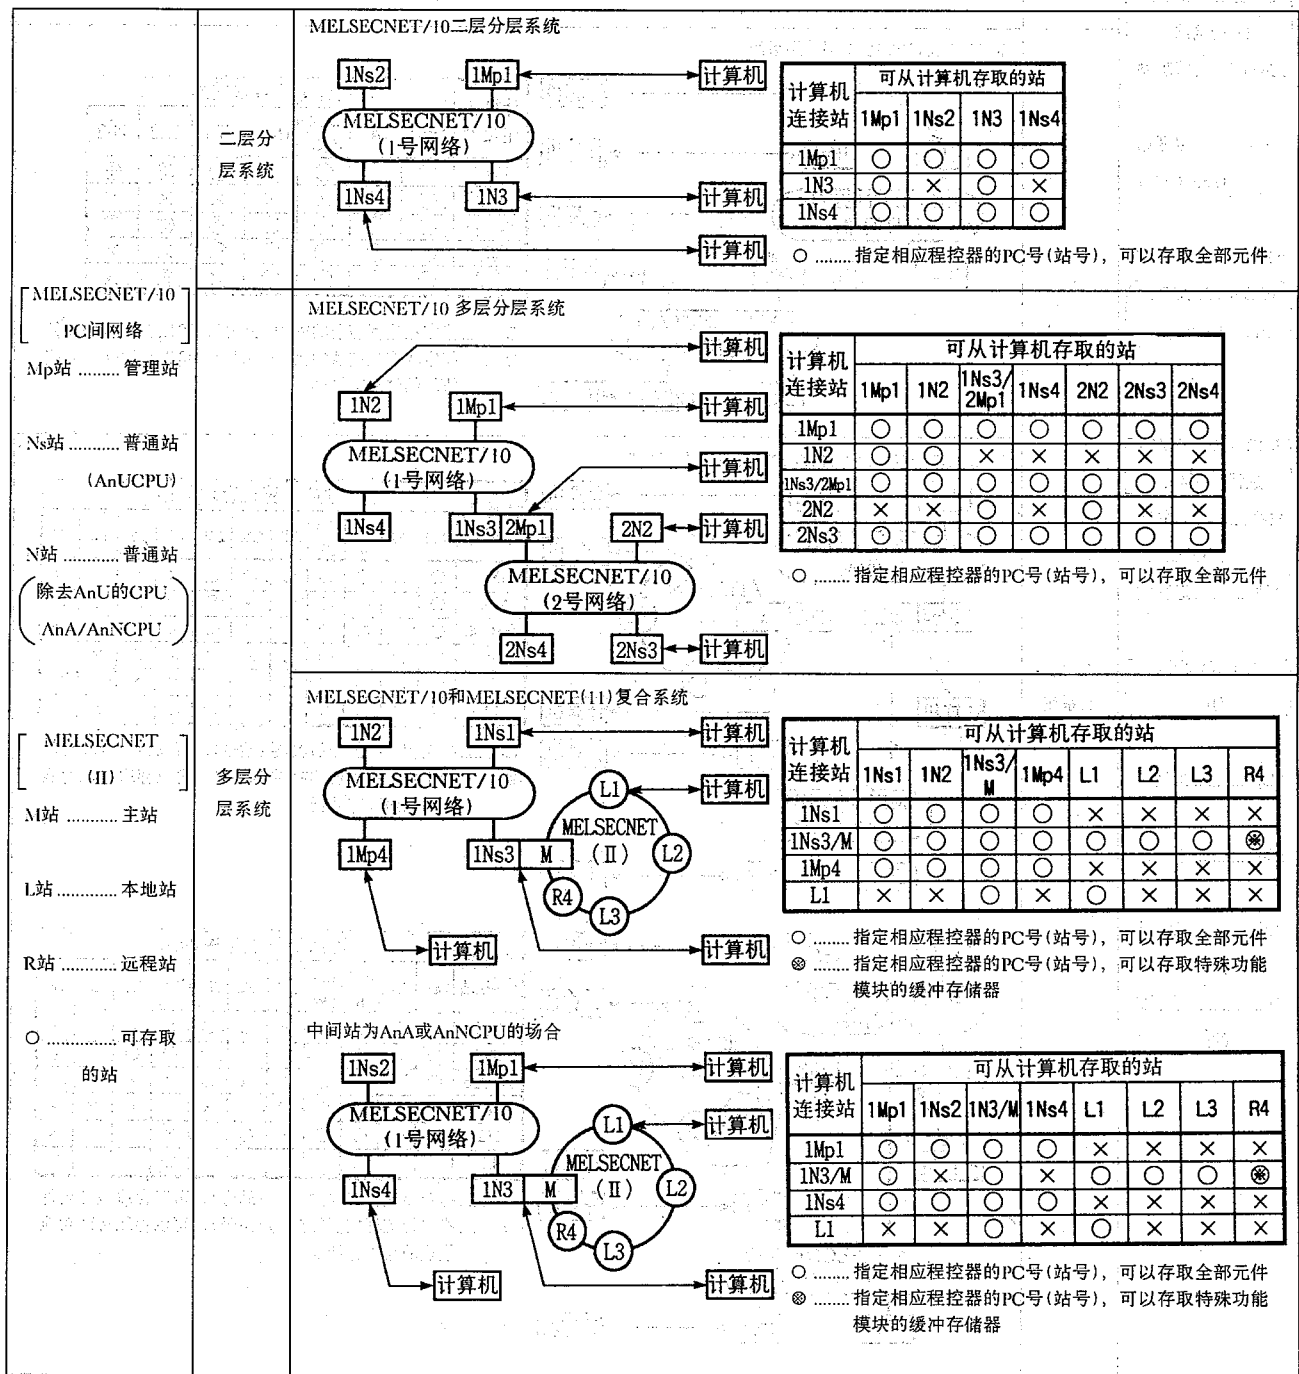 [MELSECNET/10
PC间网络]
Mp站 ......... 管理站
Ns站 ........... 普通站
(AnUCPU)
N站 ........... 普通站
(除去AnU的CPU
AnA/AnNCPU)
[MELSECNET
(II)]
M站 ........... 主站
L站 ............ 本地站
R站 ............ 远程站
○ ............... 可存取
的站
二层分
层系统
MELSECNET/10二层分层系统
1Ns2 1Mp1 计算机
MELSECNET/10
(1号网络)
1Ns4 1N3 计算机
计算机
计算机连接站 可从计算机存取的站
1Mp1 1Ns2 1N3 1Ns4
1Mp1 ○ ○ ○ ○
1N3 ○ × ○ ×
1Ns4 ○ ○ ○ ○
○ ........ 指定相应程控器的PC号(站号), 可以存取全部元件
多层分
层系统
MELSECNET/10 多层分层系统
计算机
1N2 1Mp1 计算机
MELSECNET/10
(1号网络)
计算机
1Ns4 1Ns3 2Mp1 2N2 计算机
MELSECNET/10
(2号网络)
2Ns4 2Ns3 计算机
计算机连接站 可从计算机存取的站
1Mp1 1N2 1Ns3/2Mp1 1Ns4 2N2 2Ns3 2Ns4
1Mp1 ○ ○ ○ ○ ○ ○ ○
1N2 ○ ○ × × × × ×
1Ns3/2Mp1 ○ ○ ○ ○ ○ ○ ○
2N2 × × ○ × ○ × ×
2Ns3 ○ ○ ○ ○ ○ ○ ○
○ ........ 指定相应程控器的PC号(站号), 可以存取全部元件
MELSECNET/10和MELSECNET(11)复合系统
1N2 1Ns1 计算机
MELSECNET/10
(1号网络)
L1 计算机
MELSECNET
(II)
1Mp4 1Ns3 M L2
R4 L3
计算机 计算机
计算机连接站 可从计算机存取的站
1Ns1 1N2 1Ns3/M 1Mp4 L1 L2 L3 R4
1Ns1 ○ ○ ○ ○ × × × ×
1Ns3/M ○ ○ ○ ○ ○ ○ ○ ⊛
1Mp4 ○ ○ ○ ○ × × × ×
L1 × × ○ × ○ × × ×
○ ........ 指定相应程控器的PC号(站号), 可以存取全部元件
⊛ ........ 指定相应程控器的PC号(站号), 可以存取特殊功能
模块的缓冲存储器
中间站为AnA或AnNCPU的场合
1Ns2 1Mp1 计算机
MELSECNET/10
(1号网络)
L1 计算机
MELSECNET
(II)
1Ns4 1N3 M L2
R4 L3
计算机 计算机
计算机连接站 可从计算机存取的站
1Mp1 1Ns2 1N3/M 1Ns4 L1 L2 L3 R4
1Mp1 ○ ○ ○ ○ × × × ×
1N3/M ○ × ○ × ○ ○ ○ ⊛
1Ns4 ○ ○ ○ ○ × × × ×
L1 × × ○ × ○ × × ×
○ ........ 指定相应程控器的PC号(站号), 可以存取全部元件
⊛ ........ 指定相应程控器的PC号(站号), 可以存取特殊功能
模块的缓冲存储器